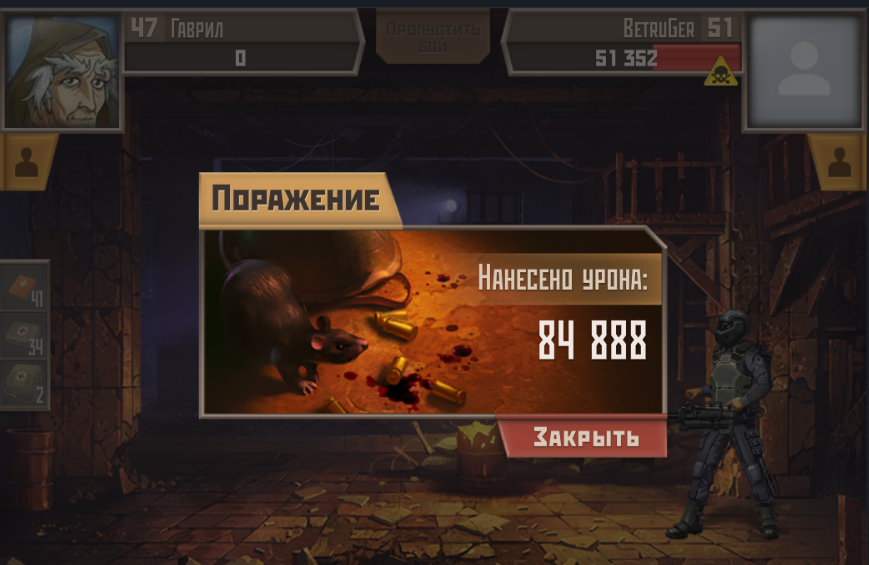 47 Гаврил
0
Пропустить
бой
BetruGer 51
51 352
Поражение
Нанесено урона:
84 888
Закрыть
41
34
2